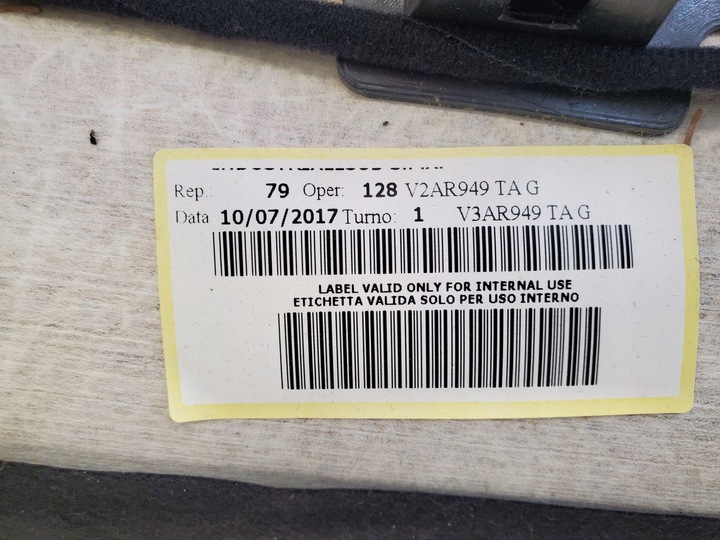 Rep.: 79 Oper: 128 V2AR949 TA G
Data 10/07/2017 Turno: 1 V3AR949 TA G
LABEL VALID ONLY FOR INTERNAL USE
ETICHETTA VALIDA SOLO PER USO INTERNO